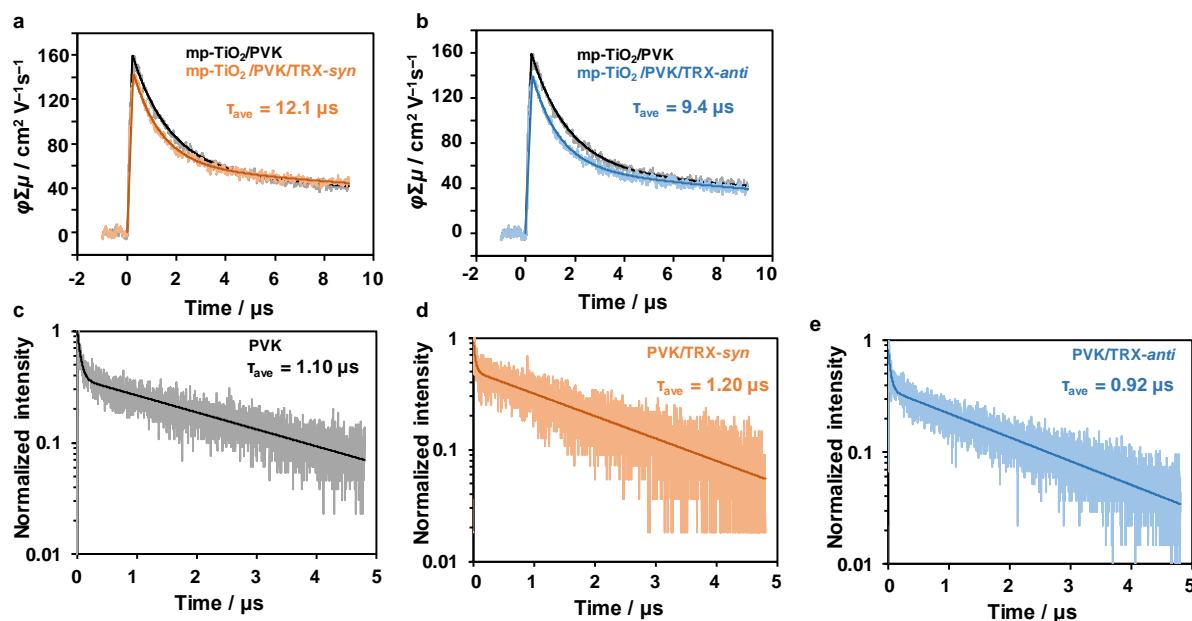 a
mp-TiO₂/PVK
mp-TiO₂ /PVK/TRX-syn
τave = 12.1 µs
φΣμ / cm² V⁻¹s⁻¹
160
120
80
40
0
-2 0 2 4 6 8 10
Time / µs
b
mp-TiO₂/PVK
mp-TiO₂ /PVK/TRX-anti
τave = 9.4 µs
φΣμ / cm² V⁻¹s⁻¹
160
120
80
40
0
-2 0 2 4 6 8 10
Time / µs
c
PVK
τave = 1.10 µs
Normalized intensity
1
0.1
0.01
0 1 2 3 4 5
Time / µs
d
PVK/TRX-syn
τave = 1.20 µs
Normalized intensity
1
0.1
0.01
0 1 2 3 4 5
Time / µs
e
PVK/TRX-anti
τave = 0.92 µs
Normalized intensity
1
0.1
0.01
0 1 2 3 4 5
Time / µs